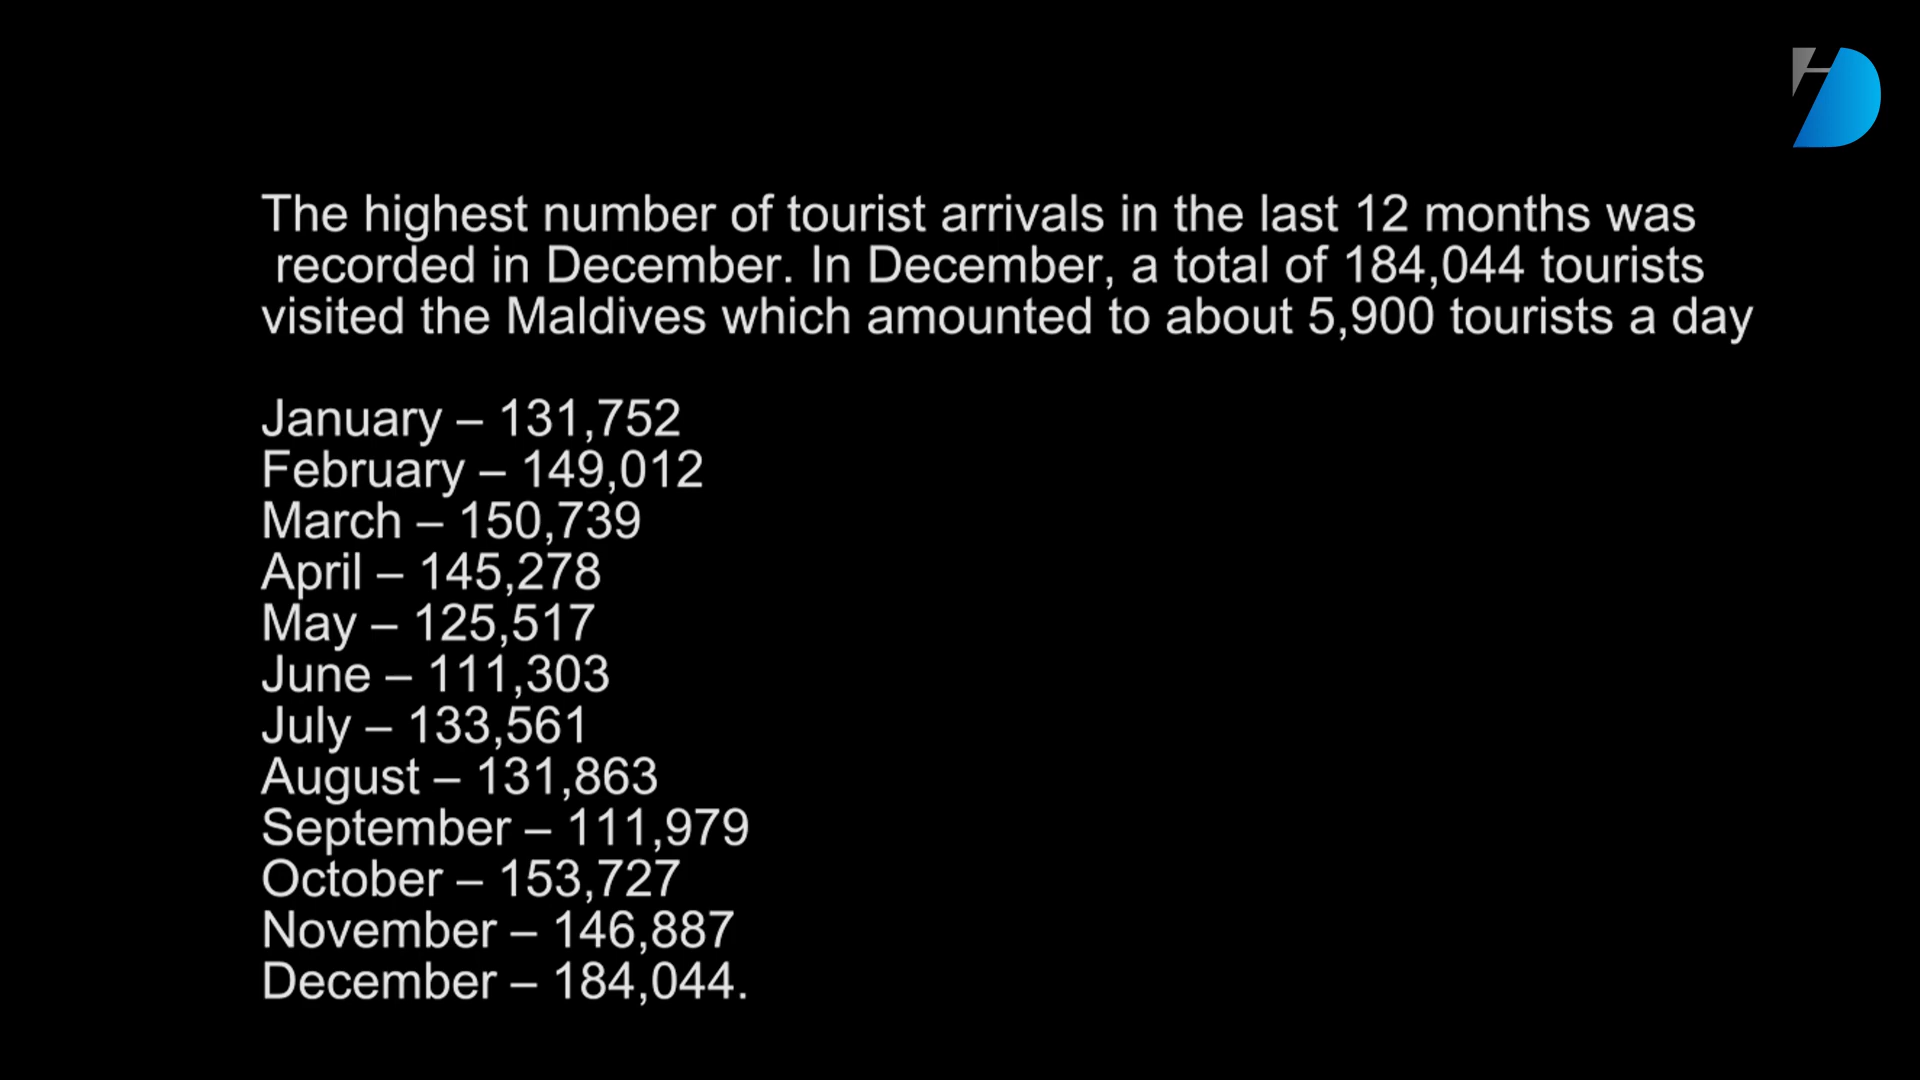 The highest number of tourist arrivals in the last 12 months was
recorded in December. In December, a total of 184,044 tourists
visited the Maldives which amounted to about 5,900 tourists a day
January – 131,752
February – 149,012
March – 150,739
April – 145,278
May – 125,517
June – 111,303
July – 133,561
August – 131,863
September – 111,979
October – 153,727
November – 146,887
December – 184,044.